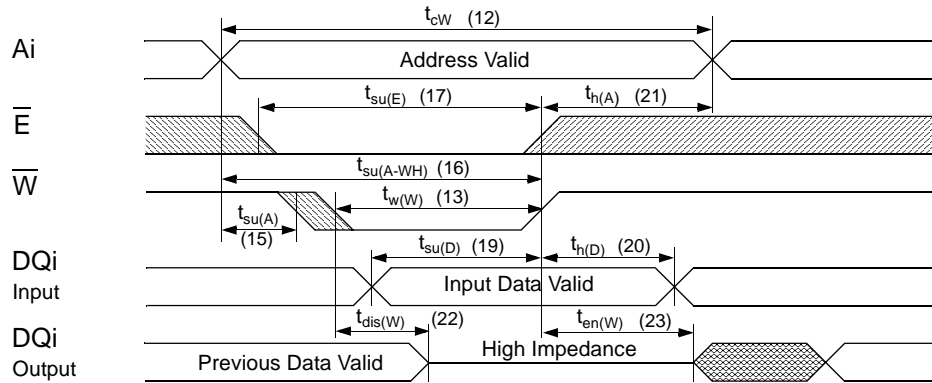 tcW (12)
Ai
Address Valid
tsu(E) (17)
th(A) (21)
E
tsu(A-WH) (16)
W
tw(W) (13)
tsu(A)
(15)
tsu(D) (19)
th(D) (20)
DQi
Input
Input Data Valid
tdis(W) (22)
ten(W) (23)
DQi
Output
Previous Data Valid
High Impedance